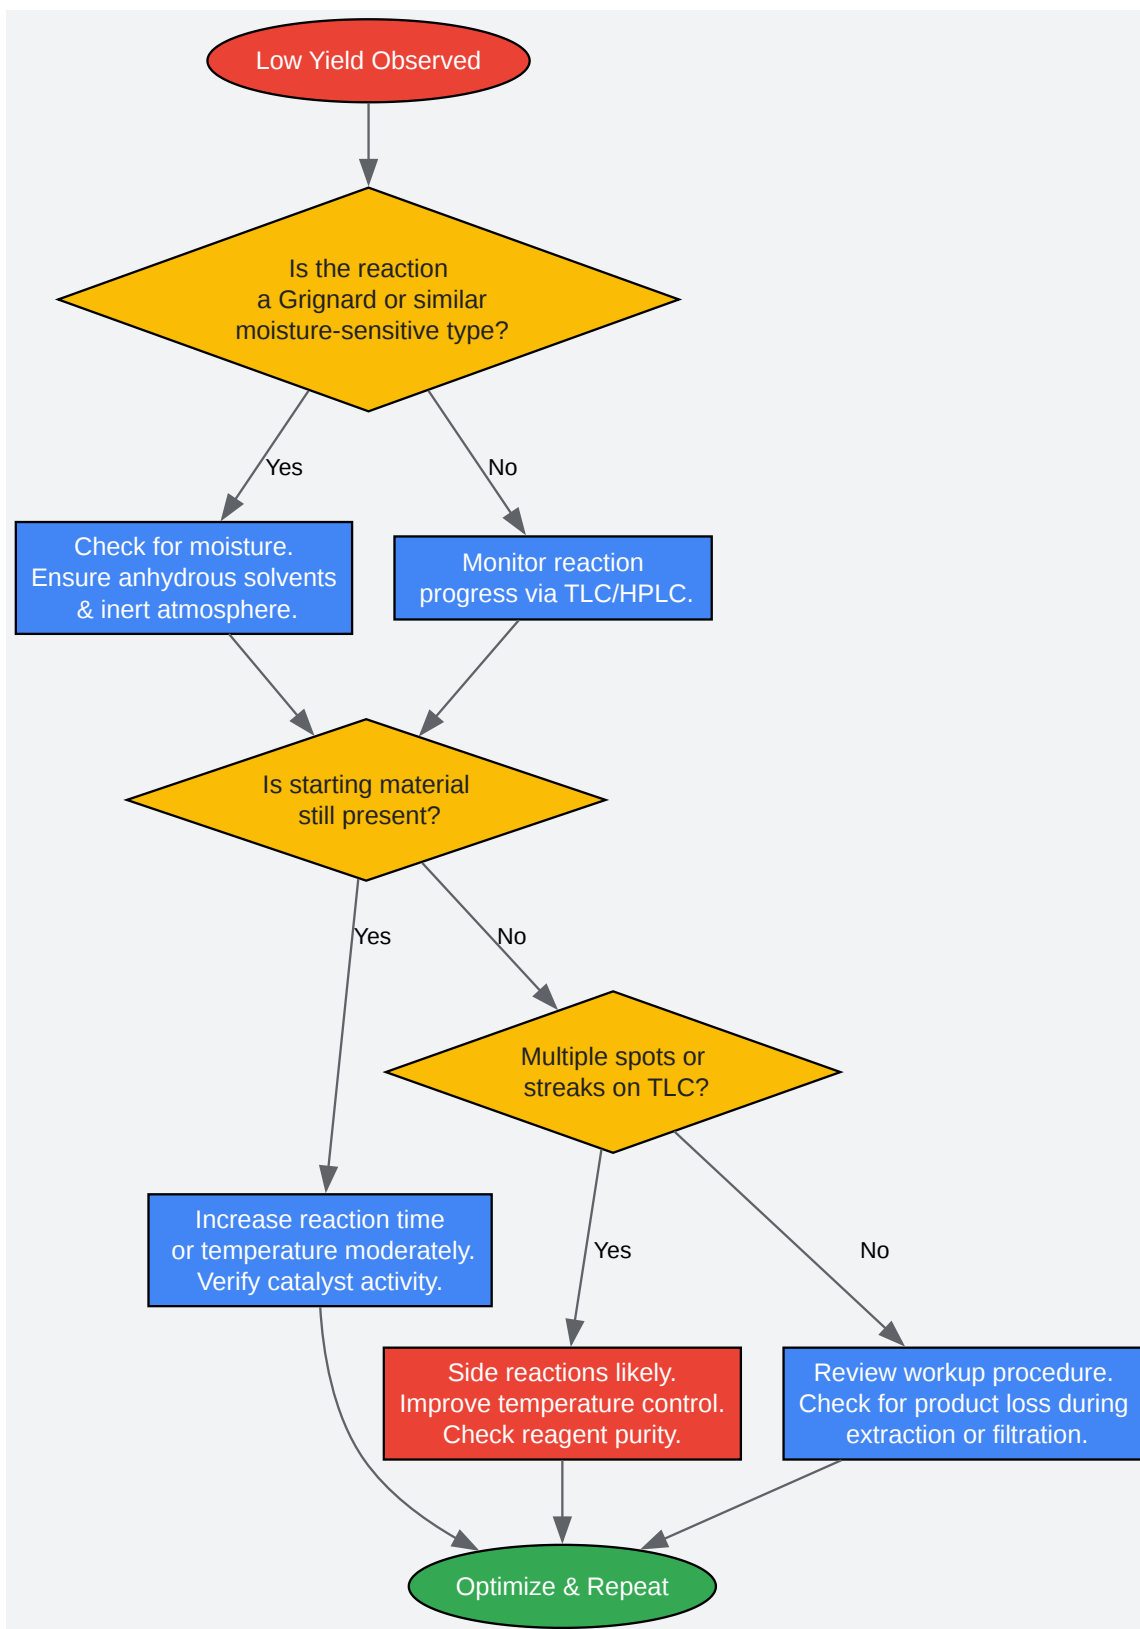 Low Yield Observed
Is the reaction
a Grignard or similar
moisture-sensitive type?
Yes
No
Check for moisture.
Ensure anhydrous solvents
& inert atmosphere.
Monitor reaction
progress via TLC/HPLC.
Is starting material
still present?
Yes
No
Multiple spots or
streaks on TLC?
Increase reaction time
or temperature moderately.
Verify catalyst activity.
Yes
No
Side reactions likely.
Improve temperature control.
Check reagent purity.
Review workup procedure.
Check for product loss during
extraction or filtration.
Optimize & Repeat